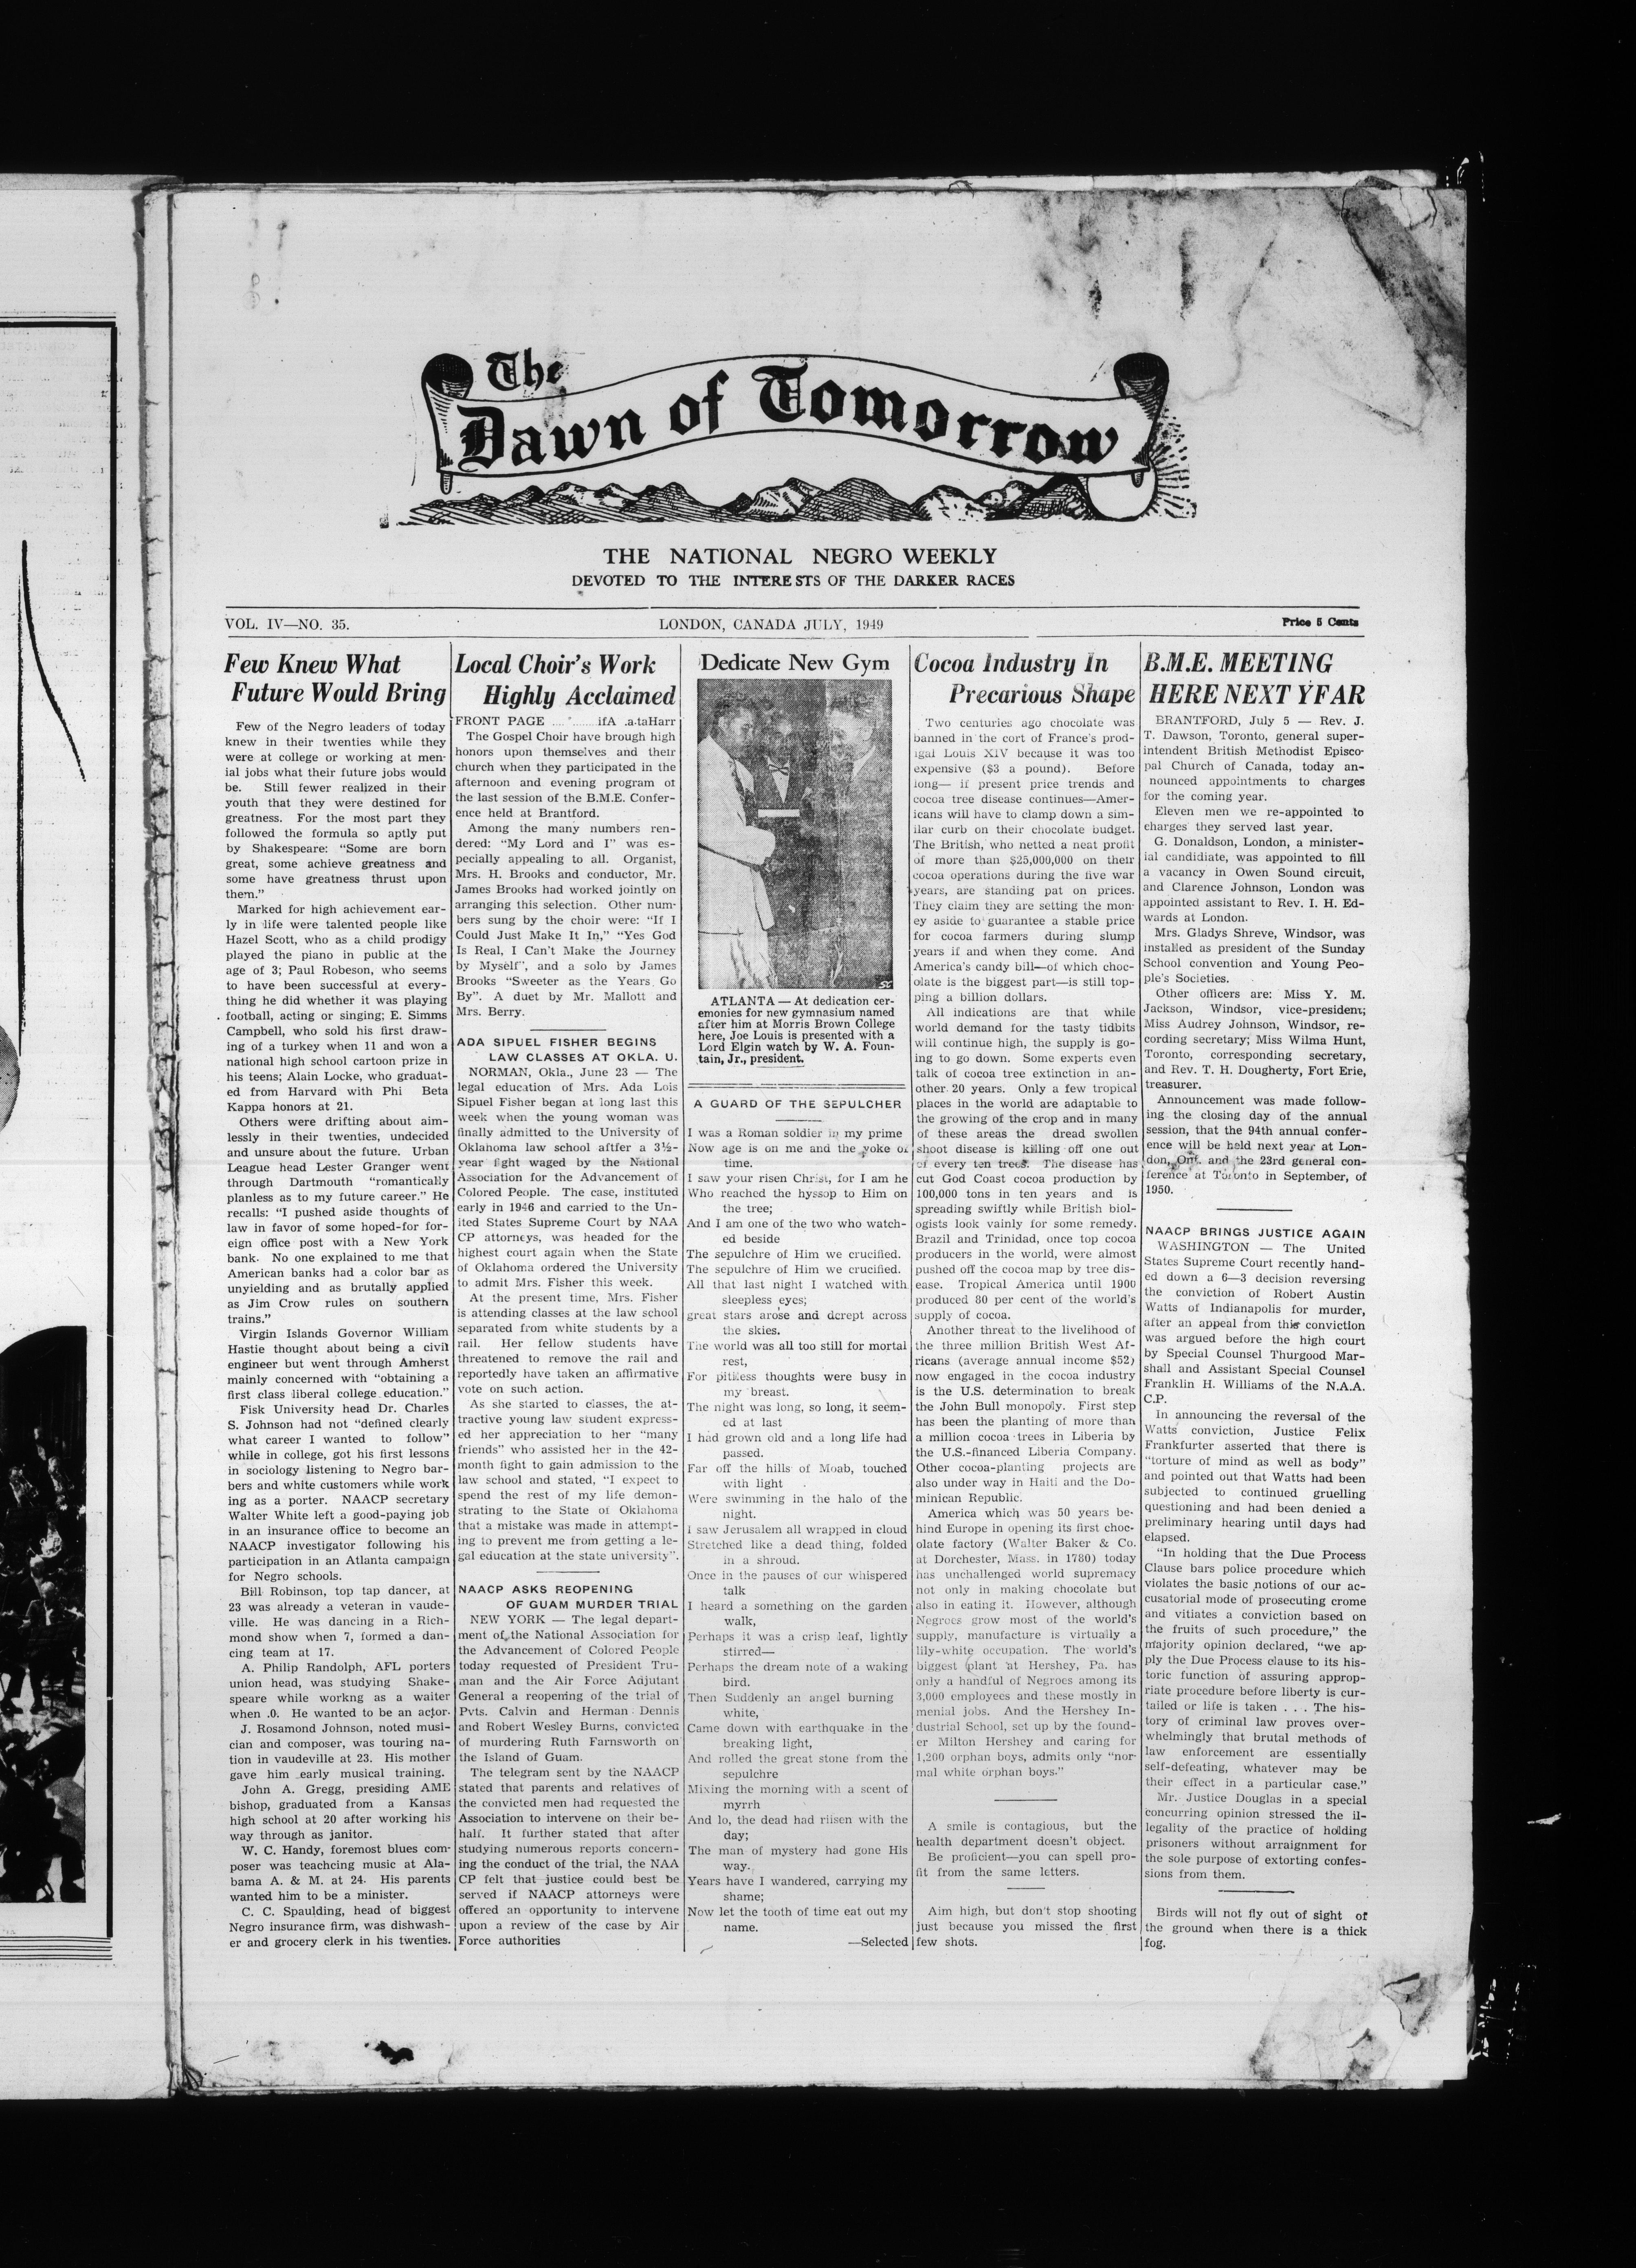 The
Dawn of Tomorrow
THE NATIONAL NEGRO WEEKLY
DEVOTED TO THE INTERESTS OF THE DARKER RACES
VOL. IV—NO. 35.
LONDON, CANADA JULY, 1949
Price 5 Cents
Few Knew What
Future Would Bring
Few of the Negro leaders of today
knew in their twenties while they
were at college or working at men-
ial jobs what their future jobs would
be. Still fewer realized in their
youth that they were destined for
greatness. For the most part they
followed the formula so aptly put
by Shakespeare: "Some are born
great, some achieve greatness and
some have greatness thrust upon
them."
Marked for high achievement ear-
ly in life were talented people like
Hazel Scott, who as a child prodigy
played the piano in public at the
age of 3; Paul Robeson, who seems
to have been successful at every-
thing he did whether it was playing
football, acting or singing; E. Simms
Campbell, who sold his first draw-
ing of a turkey when 11 and won a
national high school cartoon prize in
his teens; Alain Locke, who graduat-
ed from Harvard with Phi Beta
Kappa honors at 21.
Others were drifting about aim-
lessly in their twenties, undecided
and unsure about the future. Urban
League head Lester Granger went
through Dartmouth "romantically
planless as to my future career." He
recalls: "I pushed aside thoughts of
law in favor of some hoped-for for-
eign office post with a New York
bank. No one explained to me that
American banks had a color bar as
unyielding and as brutally applied
as Jim Crow rules on southern
trains."
Virgin Islands Governor William
Hastie thought about being a civil
engineer but went through Amherst
mainly concerned with "obtaining a
first class liberal college education."
Fisk University head Dr. Charles
S. Johnson had not "defined clearly
what career I wanted to follow"
while in college, got his first lessons
in sociology listening to Negro bar-
bers and white customers while work
ing as a porter. NAACP secretary
Walter White left a good-paying job
in an insurance office to become an
NAACP investigator following his
participation in an Atlanta campaign
for Negro schools.
Bill Robinson, top tap dancer, at
23 was already a veteran in vaude-
ville. He was dancing in a Rich-
mond show when 7, formed a dan-
cing team at 17.
A. Philip Randolph, AFL porters
union head, was studying Shake-
speare while workng as a waiter
when .0. He wanted to be an actor.
J. Rosamond Johnson, noted musi-
cian and composer, was touring na-
tion in vaudeville at 23. His mother
gave him early musical training.
John A. Gregg, presiding AME
bishop, graduated from a Kansas
high school at 20 after working his
way through as janitor.
W. C. Handy, foremost blues com-
poser was teachcing music at Ala-
bama A. & M. at 24. His parents
wanted him to be a minister.
C. C. Spaulding, head of biggest
Negro insurance firm, was dishwash-
er and grocery clerk in his twenties.
Local Choir's Work
Highly Acclaimed
FRONT PAGE .... ....... ifA .a.taHarr
The Gospel Choir have brough high
honors upon themselves and their
church when they participated in the
afternoon and evening program of
the last session of the B.M.E. Confer-
ence held at Brantford.
Among the many numbers ren-
dered: "My Lord and I" was es-
pecially appealing to all. Organist,
Mrs. H. Brooks and conductor, Mr.
James Brooks had worked jointly on
arranging this selection. Other num-
bers sung by the choir were: "If I
Could Just Make It In," "Yes God
Is Real, I Can't Make the Journey
by Myself", and a solo by James
Brooks "Sweeter as the Years Go
By". A duet by Mr. Mallott and
Mrs. Berry.
ADA SIPUEL FISHER BEGINS
LAW CLASSES AT OKLA. U.
NORMAN, Okla., June 23 — The
legal education of Mrs. Ada Lois
Sipuel Fisher began at long last this
week when the young woman was
finally admitted to the University of
Oklahoma law school aftfer a 3½-
year fight waged by the National
Association for the Advancement of
Colored People. The case, instituted
early in 1946 and carried to the Un-
ited States Supreme Court by NAA
CP attorneys, was headed for the
highest court again when the State
of Oklahoma ordered the University
to admit Mrs. Fisher this week.
At the present time, Mrs. Fisher
is attending classes at the law school
separated from white students by a
rail. Her fellow students have
threatened to remove the rail and
reportedly have taken an affirmative
vote on such action.
As she started to classes, the at-
tractive young law student express-
ed her appreciation to her "many
friends" who assisted her in the 42-
month fight to gain admission to the
law school and stated, "I expect to
spend the rest of my life demon-
strating to the State of Oklahoma
that a mistake was made in attempt-
ing to prevent me from getting a le-
gal education at the state university".
NAACP ASKS REOPENING
OF GUAM MURDER TRIAL
NEW YORK — The legal depart-
ment of the National Association for
the Advancement of Colored People
today requested of President Tru-
man and the Air Force Adjutant
General a reopening of the trial of
Pvts. Calvin and Herman Dennis
and Robert Wesley Burns, convicted
of murdering Ruth Farnsworth on
the Island of Guam.
The telegram sent by the NAACP
stated that parents and relatives of
the convicted men had requested the
Association to intervene on their be-
half. It further stated that after
studying numerous reports concern-
ing the conduct of the trial, the NAA
CP felt that justice could best be
served if NAACP attorneys were
offered an opportunity to intervene
upon a review of the case by Air
Force authorities
Dedicate New Gym
ATLANTA — At dedication cer-
emonies for new gymnasium named
after him at Morris Brown College
here, Joe Louis is presented with a
Lord Elgin watch by W. A. Foun-
tain, Jr., president.
A GUARD OF THE SEPULCHER
I was a Roman soldier in my prime
Now age is on me and the yoke of
time.
I saw your risen Christ, for I am he
Who reached the hyssop to Him on
the tree;
And I am one of the two who watch-
ed beside
The sepulchre of Him we crucified.
The sepulchre of Him we crucified.
All that last night I watched with
sleepless eyes;
great stars arose and dcrept across
the skies.
The world was all too still for mortal
rest,
For pitiless thoughts were busy in
my breast.
The night was long, so long, it seem-
ed at last
I had grown old and a long life had
passed.
Far off the hills of Moab, touched
with light
Were swimming in the halo of the
night.
I saw Jerusalem all wrapped in cloud
Stretched like a dead thing, folded
in a shroud.
Once in the pauses of our whispered
talk
I heard a something on the garden
walk,
Perhaps it was a crisp leaf, lightly
stirred—
Perhaps the dream note of a waking
bird.
Then Suddenly an angel burning
white,
Came down with earthquake in the
breaking light,
And rolled the great stone from the
sepulchre
Mixing the morning with a scent of
myrrh
And lo, the dead had riisen with the
day;
The man of mystery had gone His
way.
Years have I wandered, carrying my
shame;
Now let the tooth of time eat out my
name.
—Selected
Cocoa Industry In
Precarious Shape
Two centuries ago chocolate was
banned in the cort of France's prod-
igal Louis XIV because it was too
expensive ($3 a pound). Before
long— if present price trends and
cocoa tree disease continues—Amer-
icans will have to clamp down a sim-
ilar curb on their chocolate budget.
The British, who netted a neat profit
of more than $25,000,000 on their
cocoa operations during the five war
years, are standing pat on prices.
They claim they are setting the mon-
ey aside to guarantee a stable price
for cocoa farmers during slump
years if and when they come. And
America's candy bill—of which choc-
olate is the biggest part—is still top-
ping a billion dollars.
All indications are that while
world demand for the tasty tidbits
will continue high, the supply is go-
ing to go down. Some experts even
talk of cocoa tree extinction in an-
other 20 years. Only a few tropical
places in the world are adaptable to
the growing of the crop and in many
of these areas the dread swollen
shoot disease is killing off one out
of every ten trees. The disease has
cut God Coast cocoa production by
100,000 tons in ten years and is
spreading swiftly while British biol-
ogists look vainly for some remedy.
Brazil and Trinidad, once top cocoa
producers in the world, were almost
pushed off the cocoa map by tree dis-
ease. Tropical America until 1900
produced 80 per cent of the world's
supply of cocoa.
Another threat to the livelihood of
the three million British West Af-
ricans (average annual income $52)
now engaged in the cocoa industry
is the U.S. determination to break
the John Bull monopoly. First step
has been the planting of more than
a million cocoa trees in Liberia by
the U.S.-financed Liberia Company.
Other cocoa-planting projects are
also under way in Haiti and the Do-
minican Republic.
America which was 50 years be-
hind Europe in opening its first choc-
olate factory (Walter Baker & Co.
at Dorchester, Mass. in 1780) today
has unchallenged world supremacy
not only in making chocolate but
also in eating it. However, although
Negroes grow most of the world's
supply, manufacture is virtually a
lily-white occupation. The world's
biggest plant at Hershey, Pa. has
only a handful of Negroes among its
3,000 employees and these mostly in
menial jobs. And the Hershey In-
dustrial School, set up by the found-
er Milton Hershey and caring for
1,200 orphan boys, admits only "nor-
mal white orphan boys."
A smile is contagious, but the
health department doesn't object.
Be proficient—you can spell pro-
fit from the same letters.
Aim high, but don't stop shooting
just because you missed the first
few shots.
B.M.E. MEETING
HERE NEXT YFAR
BRANTFORD, July 5 — Rev. J.
T. Dawson, Toronto, general super-
intendent British Methodist Episco-
pal Church of Canada, today an-
nounced appointments to charges
for the coming year.
Eleven men we re-appointed to
charges they served last year.
G. Donaldson, London, a minister-
ial candidiate, was appointed to fill
a vacancy in Owen Sound circuit,
and Clarence Johnson, London was
appointed assistant to Rev. I. H. Ed-
wards at London.
Mrs. Gladys Shreve, Windsor, was
installed as president of the Sunday
School convention and Young Peo-
ple's Societies.
Other officers are: Miss Y. M.
Jackson, Windsor, vice-president;
Miss Audrey Johnson, Windsor, re-
cording secretary; Miss Wilma Hunt,
Toronto, corresponding secretary,
and Rev. T. H. Dougherty, Fort Erie,
treasurer.
Announcement was made follow-
ing the closing day of the annual
session, that the 94th annual confer-
ence will be held next year at Lon-
don, Ont. and the 23rd general con-
ference at Toronto in September, of
1950.
NAACP BRINGS JUSTICE AGAIN
WASHINGTON — The United
States Supreme Court recently hand-
ed down a 6—3 decision reversing
the conviction of Robert Austin
Watts of Indianapolis for murder,
after an appeal from this conviction
was argued before the high court
by Special Counsel Thurgood Mar-
shall and Assistant Special Counsel
Franklin H. Williams of the N.A.A.
C.P.
In announcing the reversal of the
Watts conviction, Justice Felix
Frankfurter asserted that there is
"torture of mind as well as body"
and pointed out that Watts had been
subjected to continued gruelling
questioning and had been denied a
preliminary hearing until days had
elapsed.
"In holding that the Due Process
Clause bars police procedure which
violates the basic notions of our ac-
cusatorial mode of prosecuting crome
and vitiates a conviction based on
the fruits of such procedure," the
majority opinion declared, "we ap-
ply the Due Process clause to its his-
toric function of assuring approp-
riate procedure before liberty is cur-
tailed or life is taken . . . The his-
tory of criminal law proves over-
whelmingly that brutal methods of
law enforcement are essentially
self-defeating, whatever may be
their effect in a particular case."
Mr. Justice Douglas in a special
concurring opinion stressed the il-
legality of the practice of holding
prisoners without arraignment for
the sole purpose of extorting confes-
sions from them.
Birds will not fly out of sight of
the ground when there is a thick
fog.